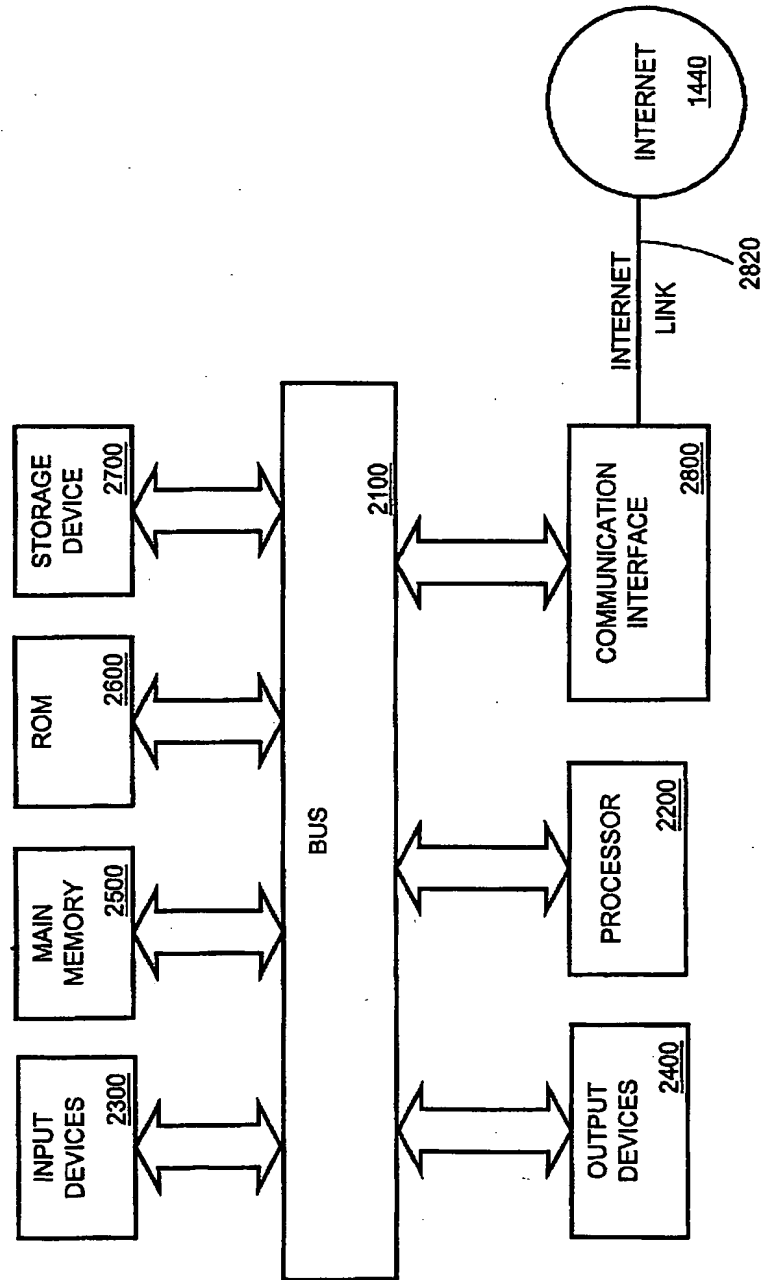 INPUT
DEVICES
2300
MAIN
MEMORY
2500
ROM
2600
STORAGE
DEVICE
2700
BUS
2100
OUTPUT
DEVICES
2400
PROCESSOR
2200
COMMUNICATION
INTERFACE
2800
INTERNET
LINK
2820
INTERNET
1440